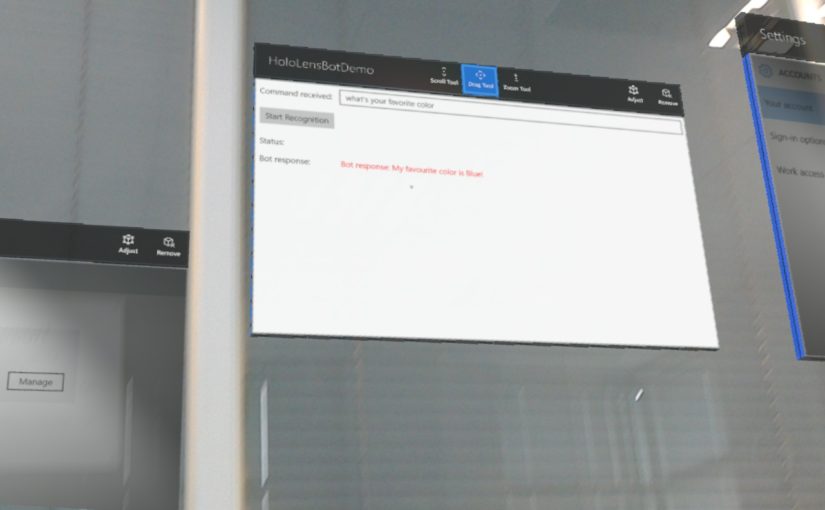 HoloLensBotDemo
Scroll Tool
Drag Tool
Zoom Tool
Adjust
Remove
Command received:
what's your favorite color
Start Recognition
Status:
Bot response:
Bot response: My favourite color is Blue!
Adjust
Remove
Manage
Settings
ACCOUNTS
Your account
Sign-in option
Work access